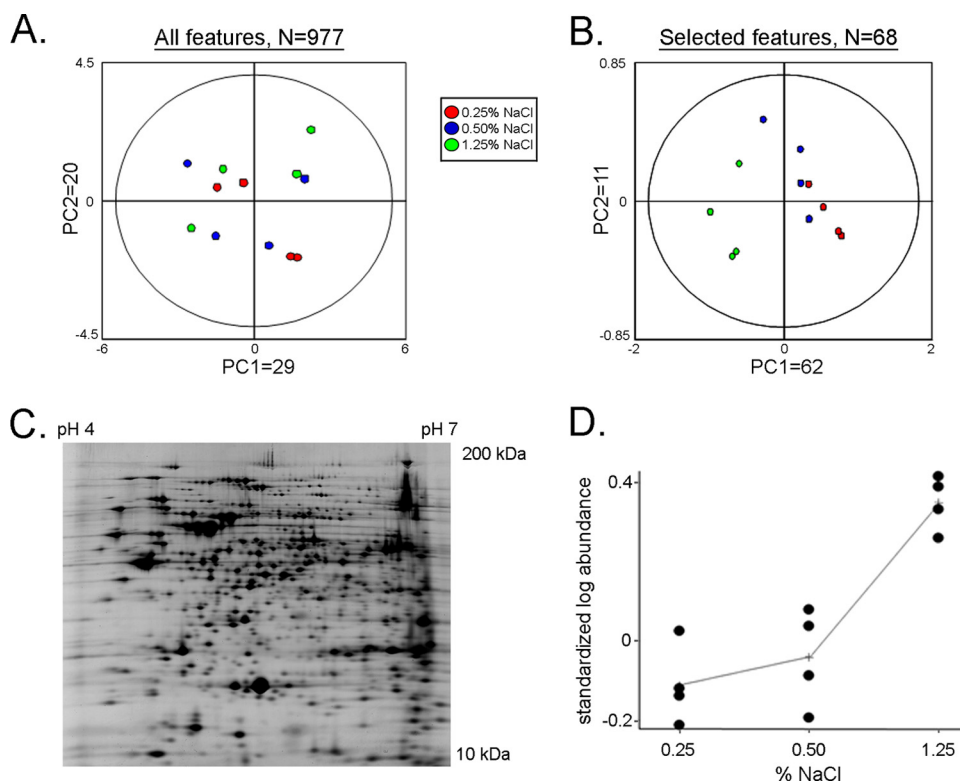 A.
All features, N=977
4.5
PC2=20
0
-4.5
-6
0
6
PC1=29
0.25% NaCl
0.50% NaCl
1.25% NaCl
B.
Selected features, N=68
0.85
PC2=11
0
-0.85
-2
0
2
PC1=62
C.
pH 4
pH 7
200 kDa
10 kDa
D.
standardized log abundance
0.4
0
-0.2
0.25
0.50
1.25
% NaCl